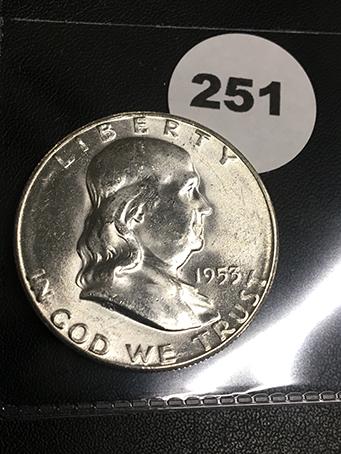 251
LIBERTY
1953
IN GOD WE TRUST